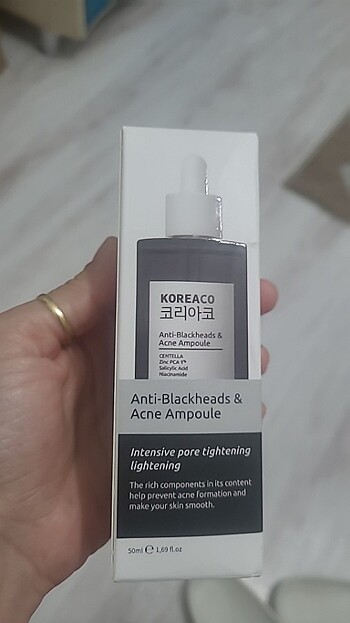 KOREACO
코리아코
Anti-Blackheads &
Acne Ampoule
CENTELLA
Zinc PCA 1%
Salicylic Acid
Niacinamide
Anti-Blackheads &
Acne Ampoule
Intensive pore tightening
lightening
The rich components in its content
help prevent acne formation and
make your skin smooth.
50ml ℮ 1,69 fl.oz